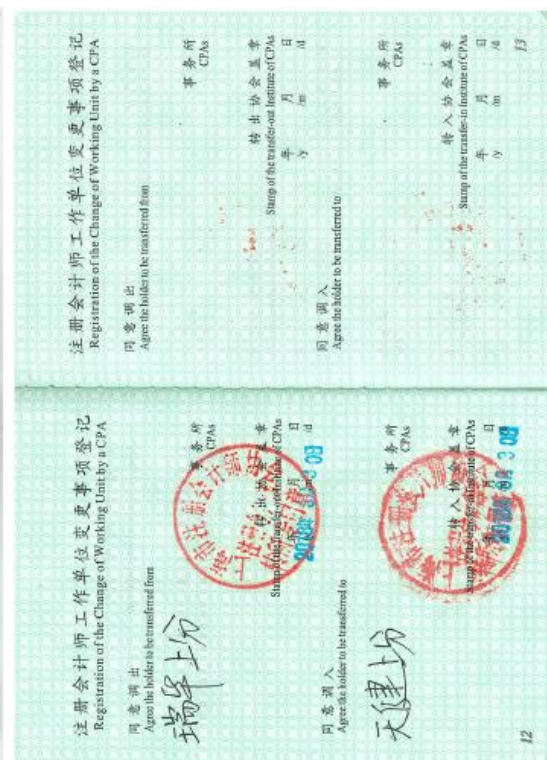 注册会计师工作单位变更事项登记
Registration of the Change of Working Unit by a CPA
同意调出
Agree the holder to be transferred from
瑞华上分
事务所
CPAs
转出协会盖章
Stamp of the transfer-out Institute of CPAs
月 日
/d
同意调入
Agree the holder to be transferred to
天健上分
事务所
CPAs
转入协会盖章
Stamp of the transfer-in Institute of CPAs
月 日
12
注册会计师工作单位变更事项登记
Registration of the Change of Working Unit by a CPA
同意调出
Agree the holder to be transferred from
事务所
CPAs
转出协会盖章
Stamp of the transfer-out Institute of CPAs
年 月 日
/y /m /d
同意调入
Agree the holder to be transferred to
事务所
CPAs
转入协会盖章
Stamp of the transfer-in Institute of CPAs
年 月 日
/y /m /d
13